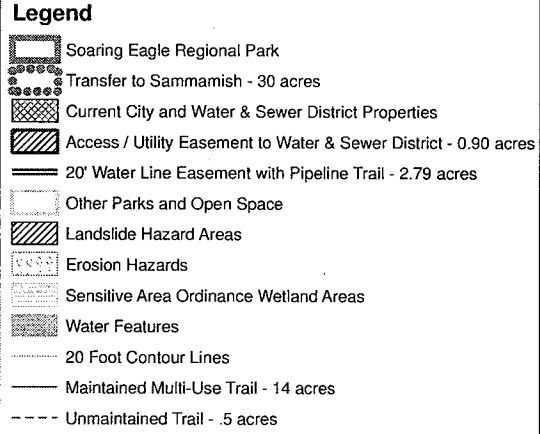 Legend
Soaring Eagle Regional Park
Transfer to Sammamish - 30 acres
Current City and Water & Sewer District Properties
Access / Utility Easement to Water & Sewer District - 0.90 acres
20' Water Line Easement with Pipeline Trail - 2.79 acres
Other Parks and Open Space
Landslide Hazard Areas
Erosion Hazards
Sensitive Area Ordinance Wetland Areas
Water Features
20 Foot Contour Lines
Maintained Multi-Use Trail - 14 acres
Unmaintained Trail - .5 acres